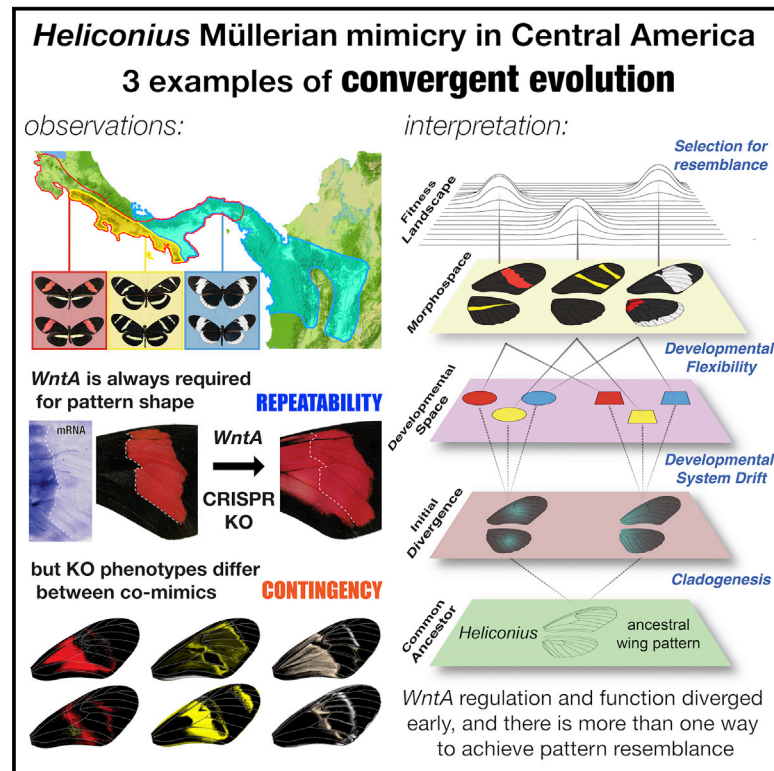 Heliconius Müllerian mimicry in Central America
3 examples of convergent evolution
observations:
WntA is always required
for pattern shape
REPEATABILITY
mRNA
WntA
CRISPR
KO
but KO phenotypes differ
between co-mimics
CONTINGENCY
interpretation:
Selection for
resemblance
Fitness
Landscape
Morphospace
Developmental
Flexibility
Developmental
Space
Developmental
System Drift
Initial
Divergence
Cladogenesis
Common
Ancestor
Heliconius
ancestral
wing pattern
WntA regulation and function diverged
early, and there is more than one way
to achieve pattern resemblance